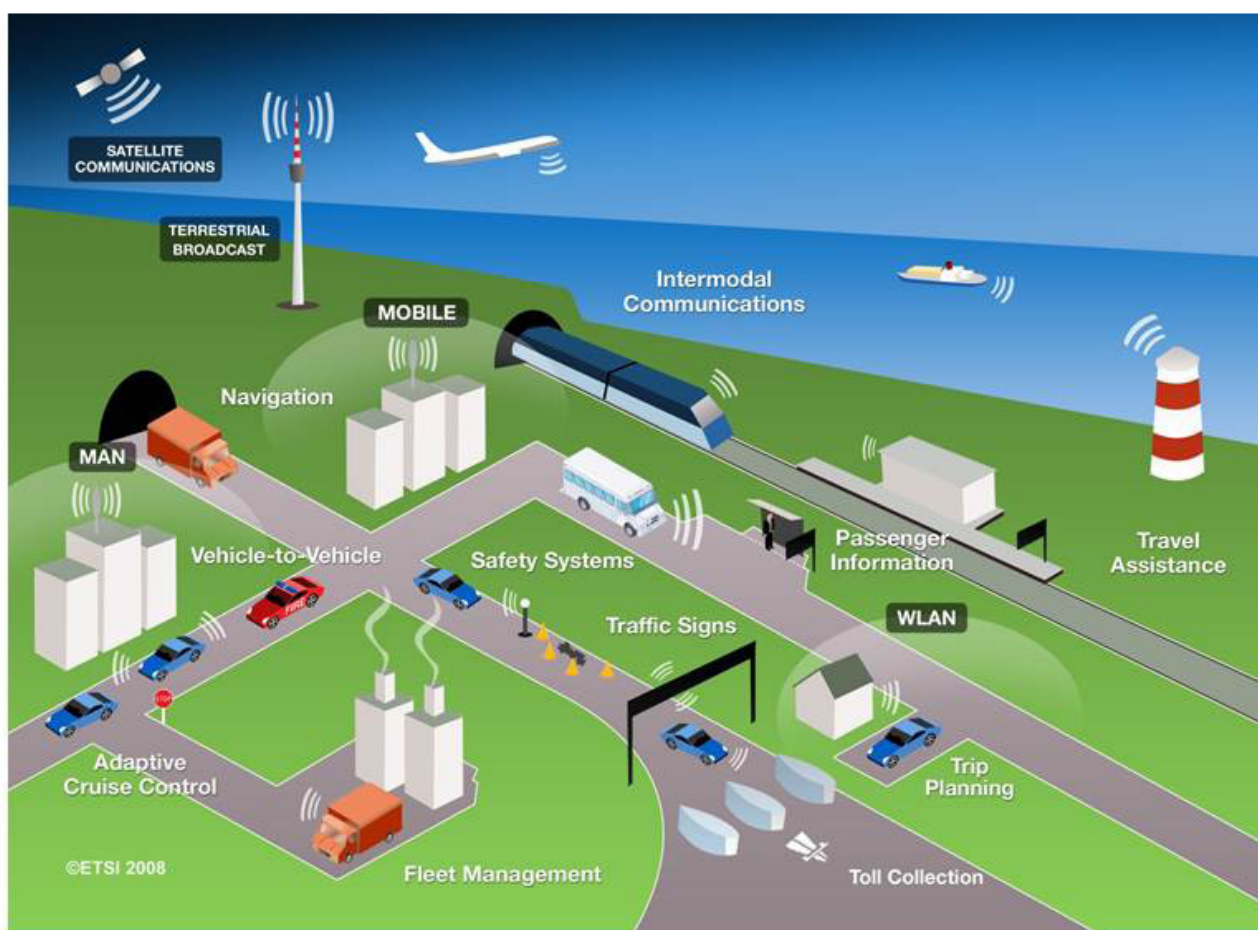 SATELLITE
COMMUNICATIONS
TERRESTRIAL
BROADCAST
Intermodal
Communications
MOBILE
Navigation
MAN
Vehicle-to-Vehicle
Safety Systems
Passenger
Information
Travel
Assistance
FIRE
Traffic Signs
WLAN
STOP
Adaptive
Cruise Control
Trip
Planning
©ETSI 2008
Fleet Management
Toll Collection